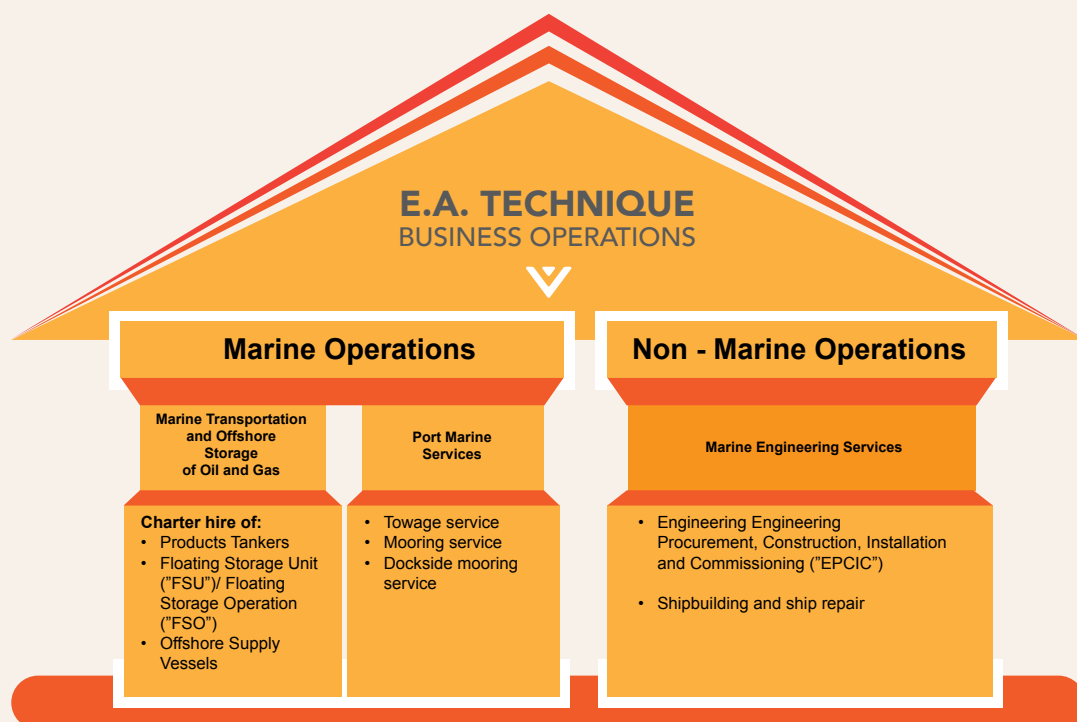 E.A. TECHNIQUE
BUSINESS OPERATIONS
Marine Operations
Marine Transportation
and Offshore
Storage
of Oil and Gas
Charter hire of:
• Products Tankers
• Floating Storage Unit
("FSU")/ Floating
Storage Operation
("FSO")
• Offshore Supply
Vessels
Port Marine
Services
• Towage service
• Mooring service
• Dockside mooring
service
Non - Marine Operations
Marine Engineering Services
• Engineering Engineering
Procurement, Construction, Installation
and Commissioning ("EPCIC")
• Shipbuilding and ship repair